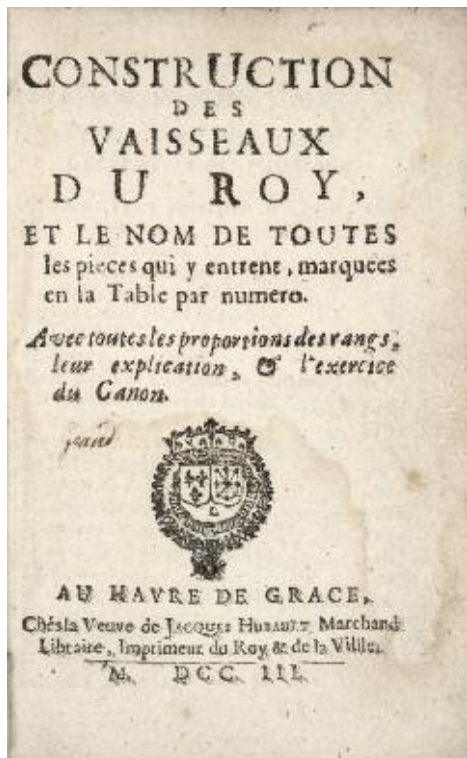 CONSTRUCTION
DES
VAISSEAUX
DU ROY,
ET LE NOM DE TOUTES
les pieces qui y entrent, marquees
en la Table par numero.
Avec toutes les proportions des rangs,
leur explication, & l'exercice
du Canon.
AU HAVRE DE GRACE,
Chés la Veuve de JACQUES HUBAULT, Marchand
Libraire, Imprimeur du Roy & de la Ville,
M. DCC. III.